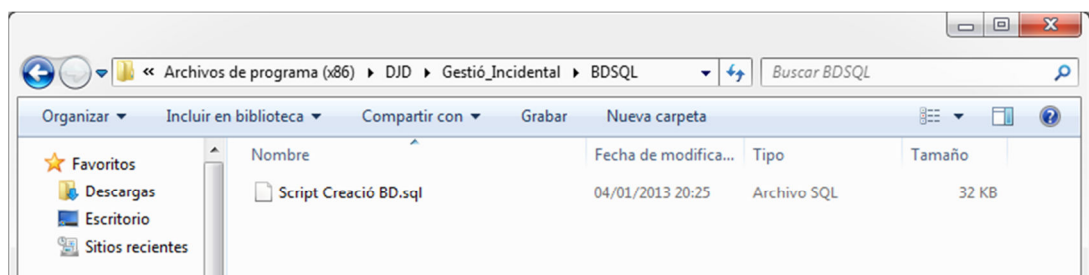 « Archivos de programa (x86) ▸ DJD ▸ Gestió_Incidental ▸ BDSQL Buscar BDSQL
Organizar Incluir en biblioteca Compartir con Grabar Nueva carpeta
Favoritos Nombre Fecha de modifica... Tipo Tamaño
Descargas Script Creació BD.sql 04/01/2013 20:25 Archivo SQL 32 KB
Escritorio
Sitios recientes